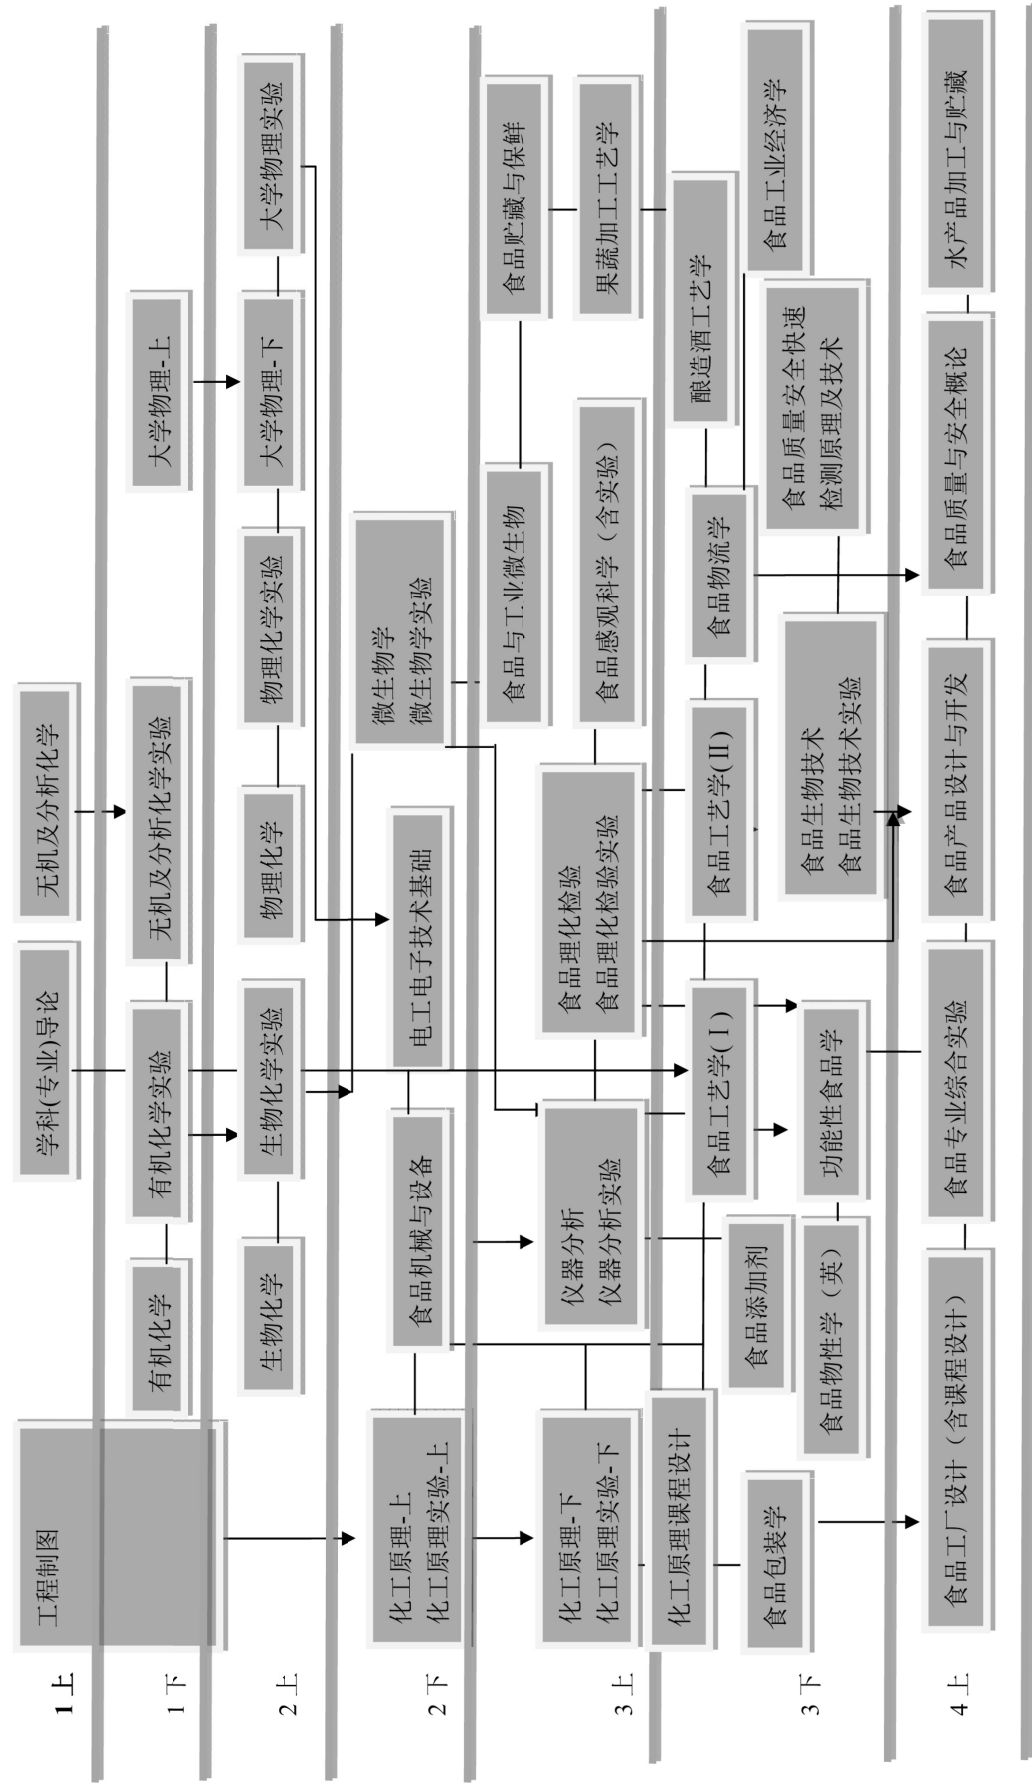 1上
工程制图
学科(专业)导论
无机及分析化学
1下
有机化学
有机化学实验
无机及分析化学实验
大学物理-上
2上
生物化学
生物化学实验
物理化学
物理化学实验
大学物理-下
大学物理实验
2下
化工原理-上
化工原理实验-上
食品机械与设备
电工电子技术基础
微生物学
微生物学实验
3上
化工原理-下
化工原理实验-下
仪器分析
仪器分析实验
食品理化检验
食品理化检验实验
食品与工业微生物
食品感观科学（含实验）
食品贮藏与保鲜
果蔬加工工艺学
3下
化工原理课程设计
食品包装学
食品添加剂
食品物性学（英）
食品工艺学(Ⅰ)
功能性食品学
食品工艺学(II)
食品生物技术
食品生物技术实验
食品物流学
食品质量安全快速
检测原理及技术
酿造酒工艺学
食品工业经济学
4上
食品工厂设计（含课程设计）
食品专业综合实验
食品产品设计与开发
食品质量与安全概论
水产品加工与贮藏